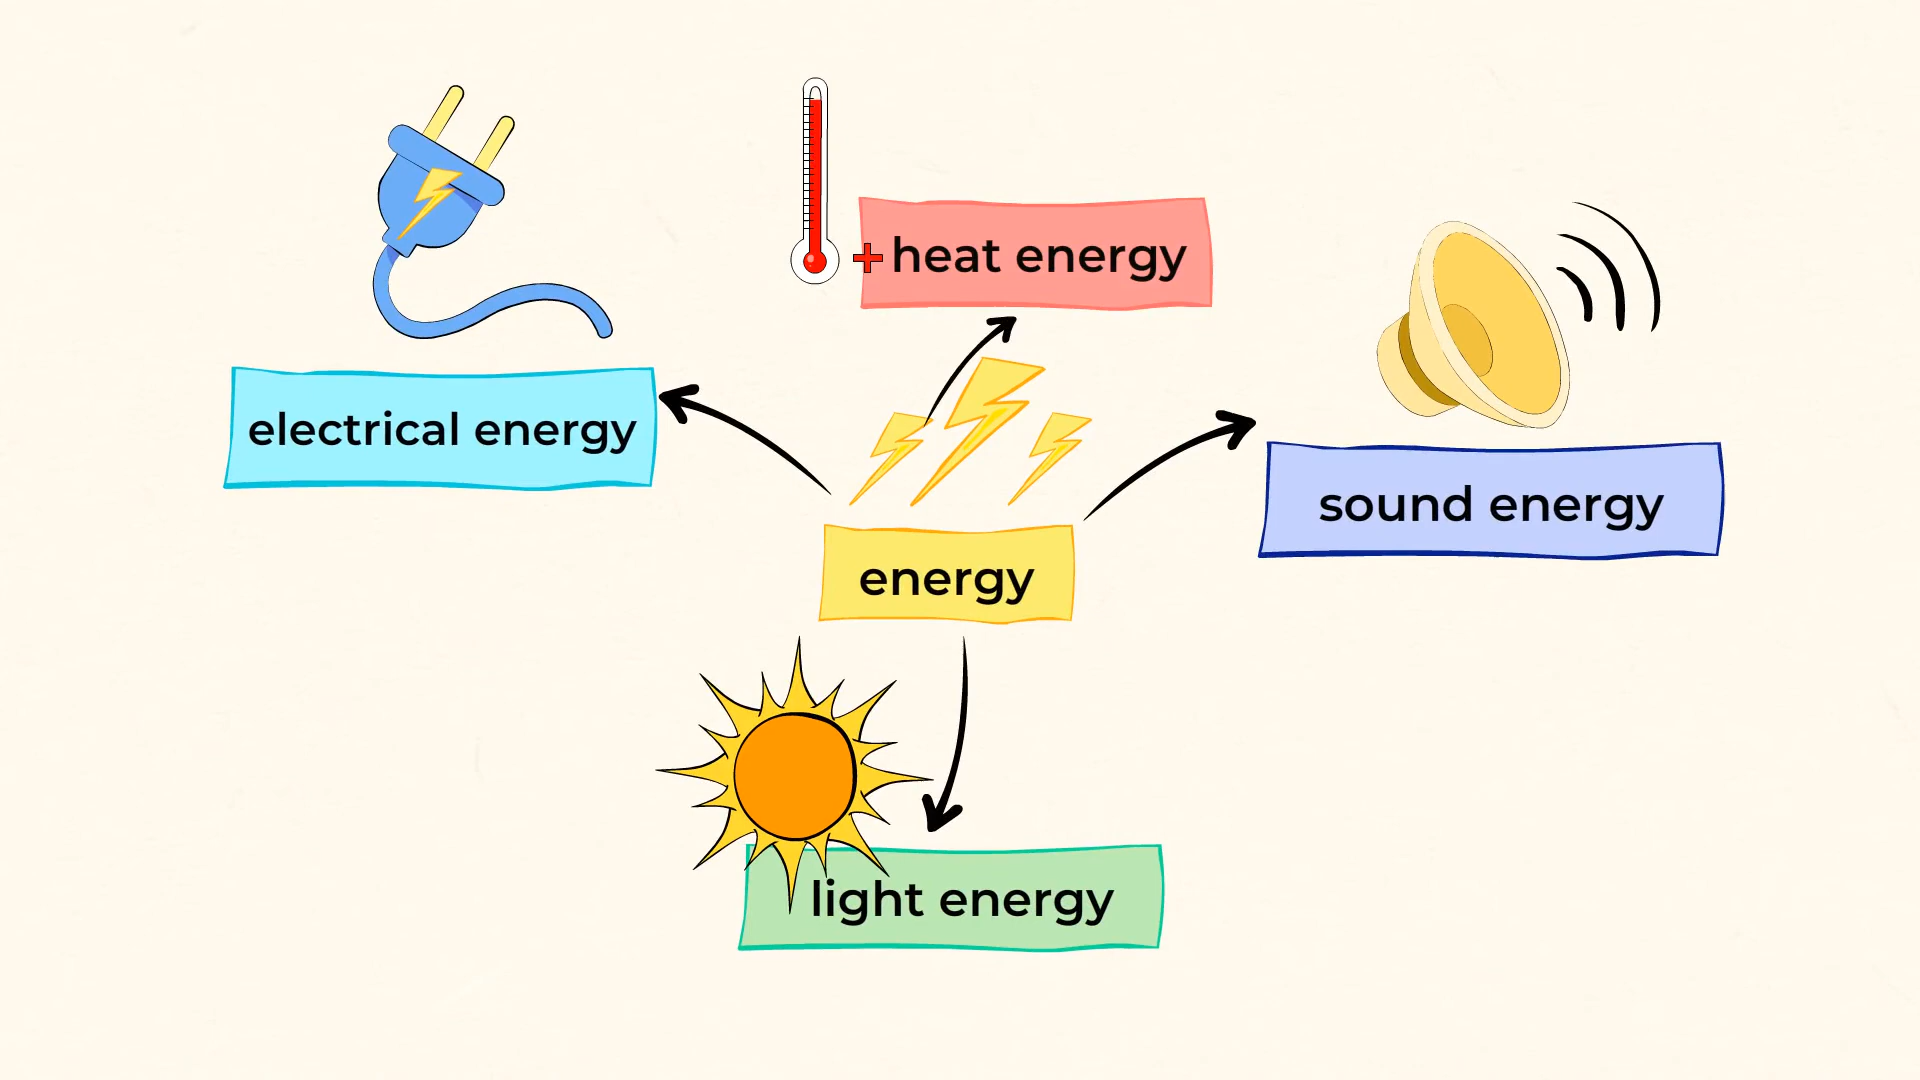 heat energy
electrical energy
sound energy
energy
light energy